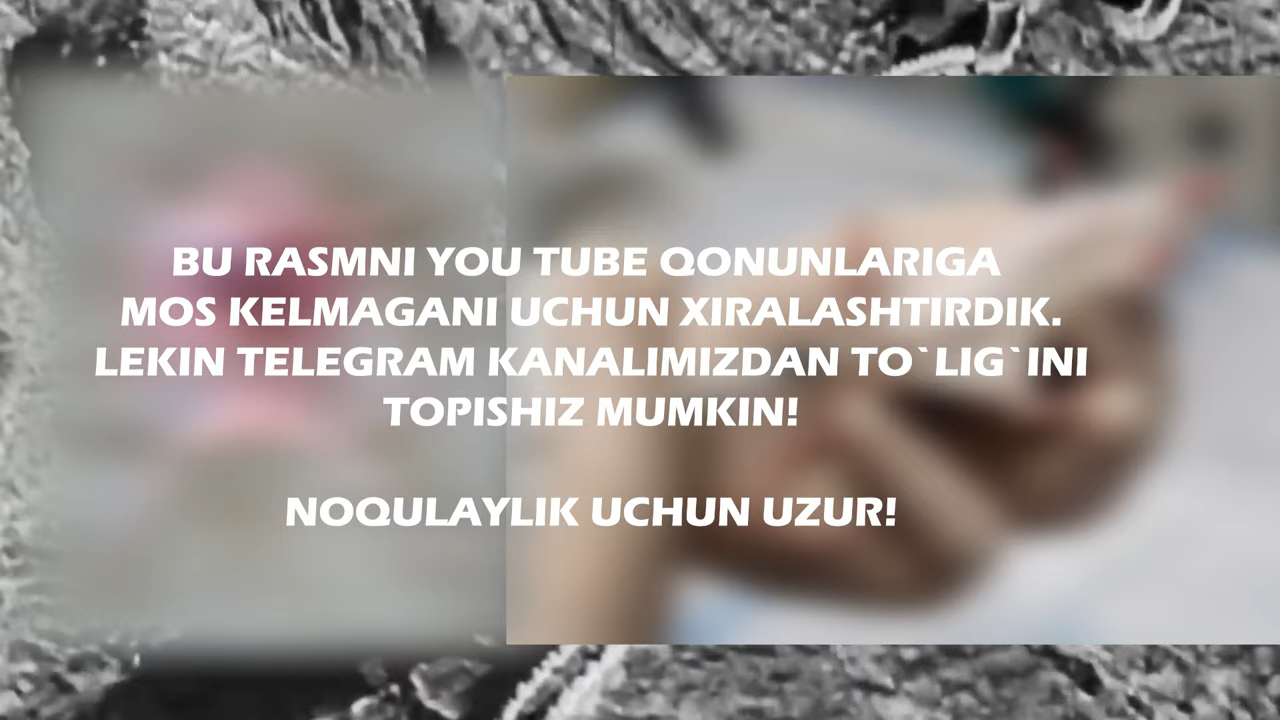 BU RASMNI YOU TUBE QONUNLARIGA
MOS KELMAGANI UCHUN XIRALASHTIRDIK.
LEKIN TELEGRAM KANALIMIZDAN TO`LIG`INI
TOPISHIZ MUMKIN!
NOQULAYLIK UCHUN UZUR!